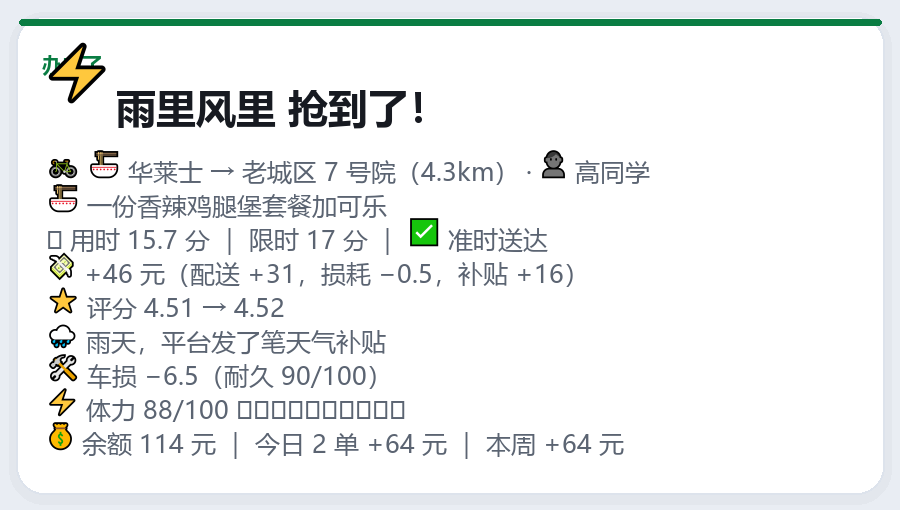 雨里风里 抢到了!
华莱士 → 老城区 7 号院（4.3km）· 高同学
一份香辣鸡腿堡套餐加可乐
用时 15.7 分 | 限时 17 分 | 准时送达
+46 元（配送 +31，损耗 −0.5，补贴 +16）
评分 4.51 → 4.52
雨天，平台发了笔天气补贴
车损 −6.5（耐久 90/100）
体力 88/100
余额 114 元 | 今日 2 单 +64 元 | 本周 +64 元